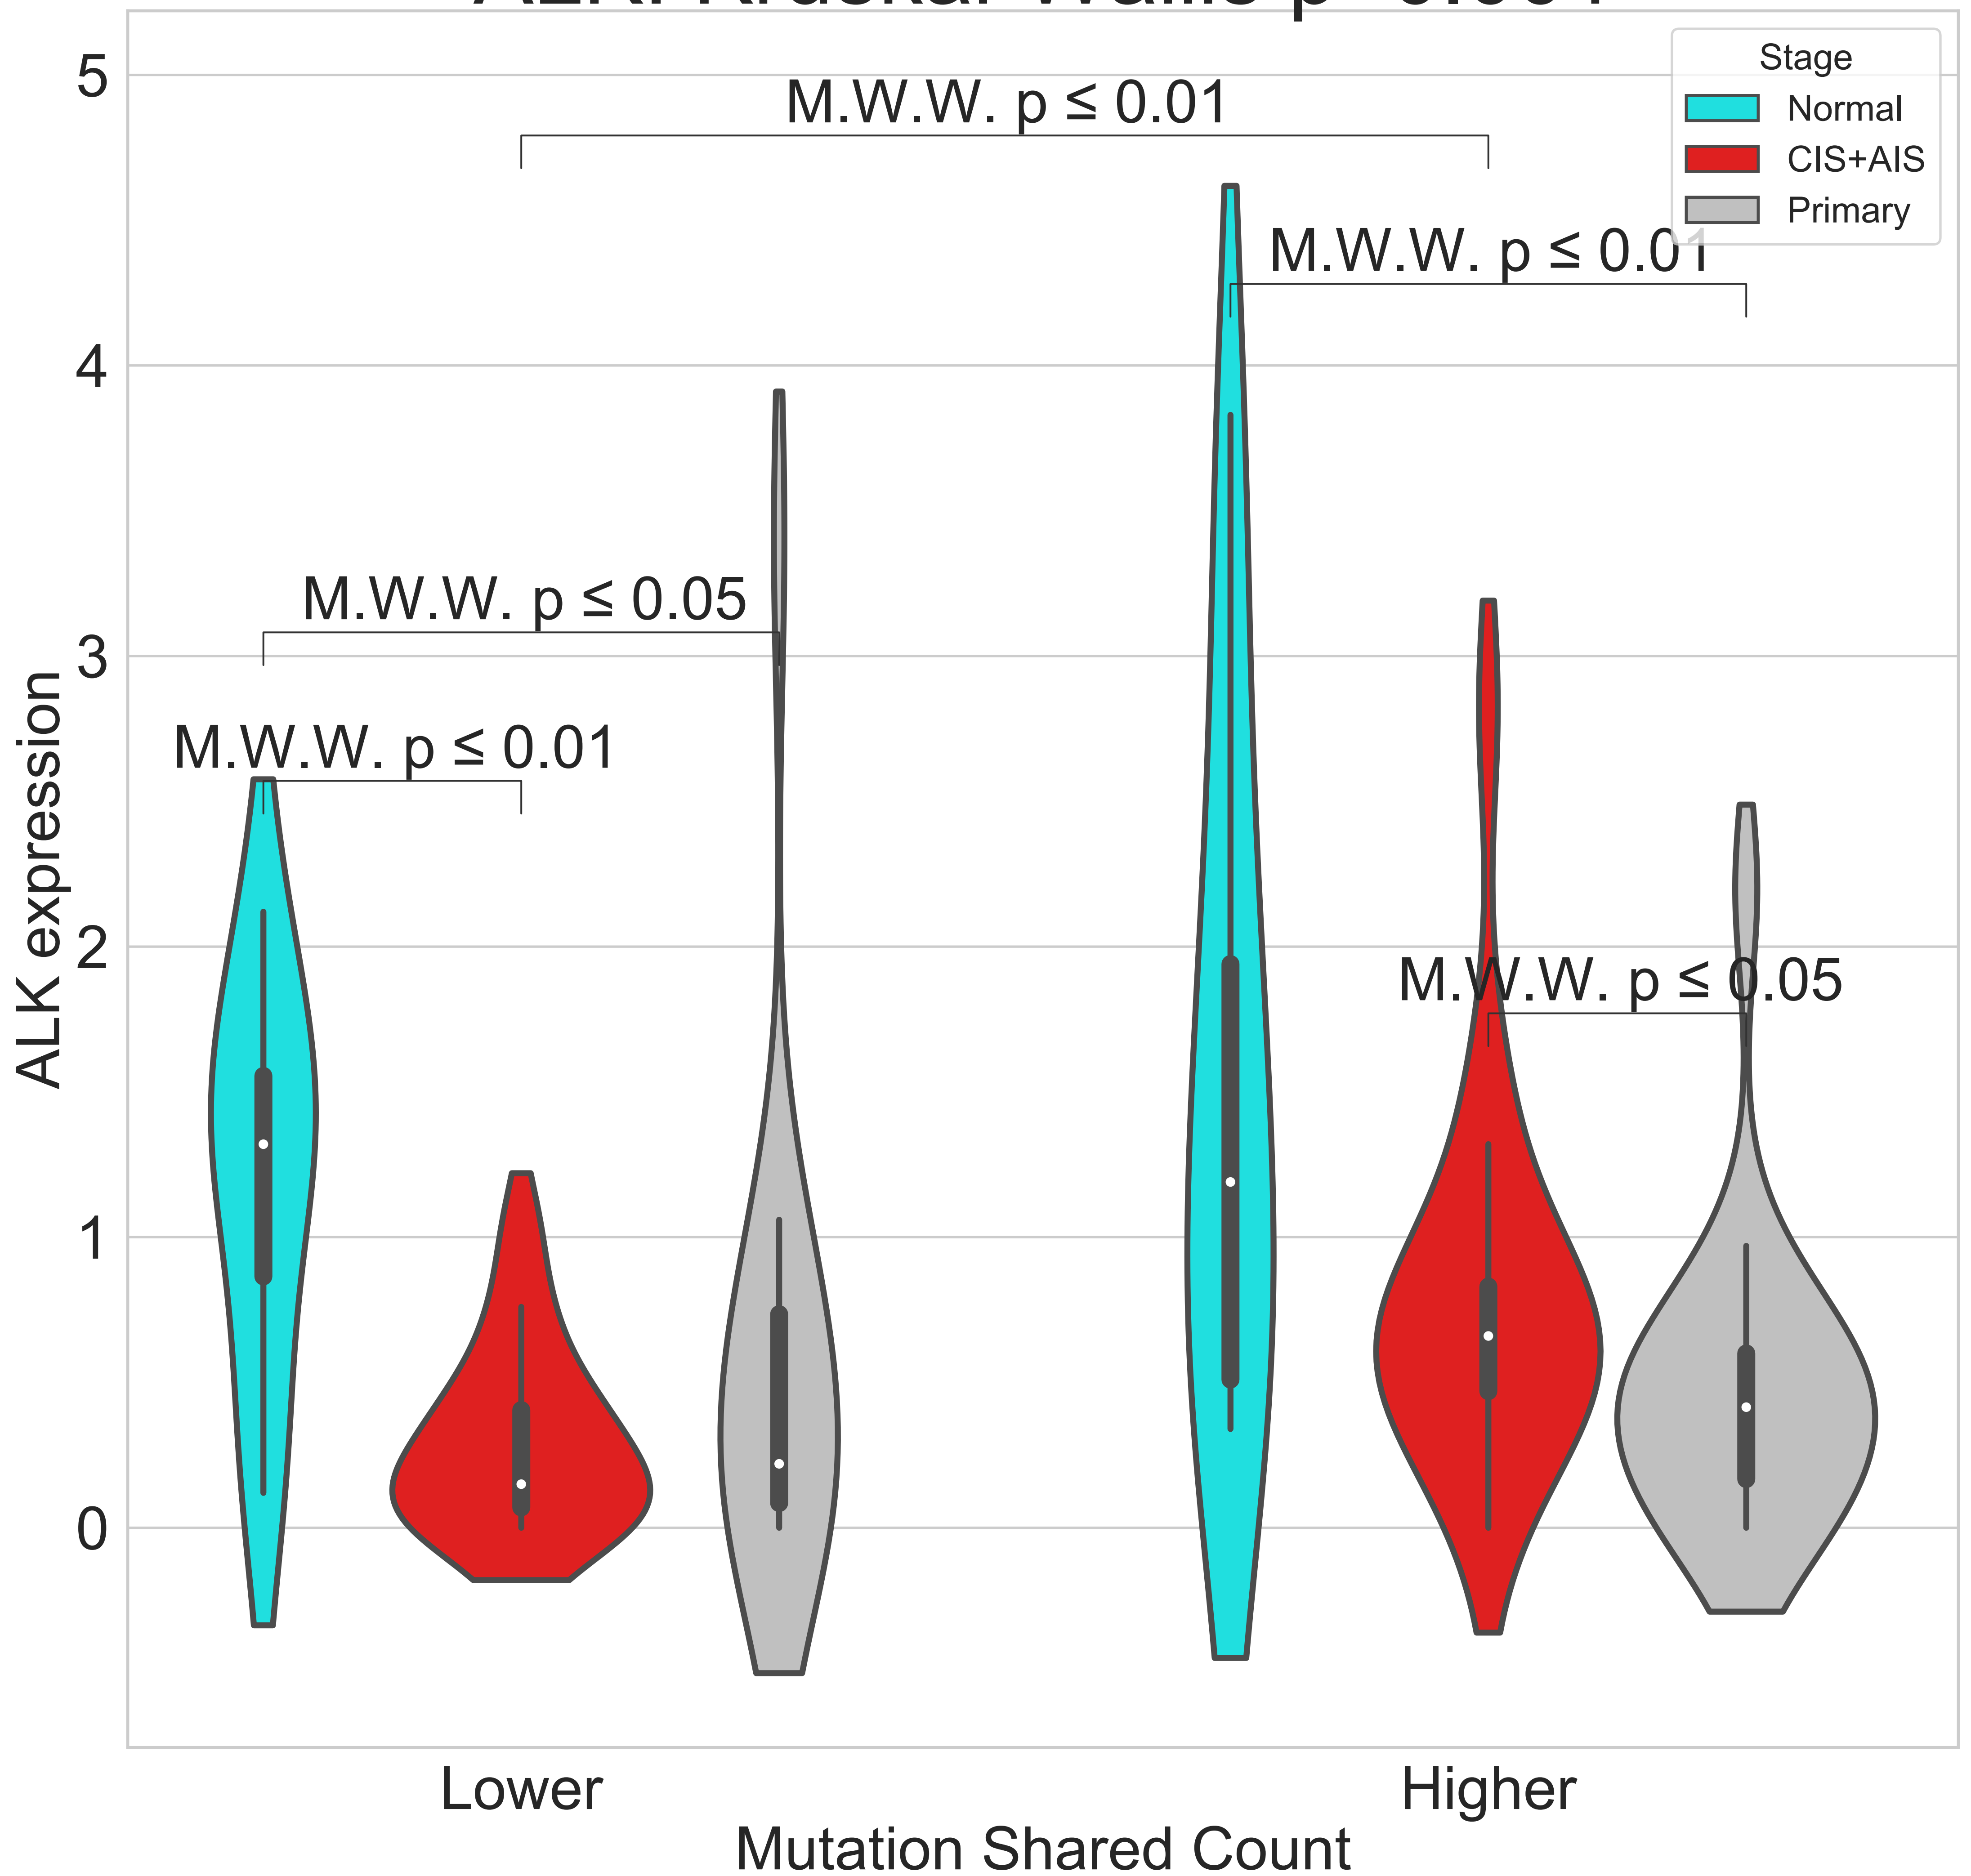 Stage
Normal
CIS+AIS
Primary
M.W.W. p ≤ 0.01
M.W.W. p ≤ 0.01
M.W.W. p ≤ 0.05
M.W.W. p ≤ 0.01
M.W.W. p ≤ 0.05
ALK expression
5
4
3
2
1
0
Lower
Higher
Mutation Shared Count